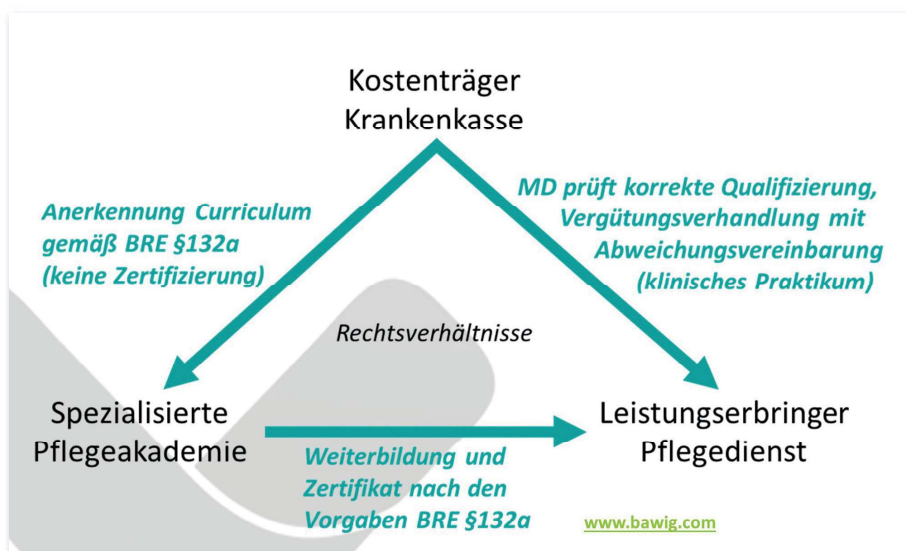 Kostenträger
Krankenkasse
Anerkennung Curriculum
gemäß BRE §132a
(keine Zertifizierung)
MD prüft korrekte Qualifizierung,
Vergütungsverhandlung mit
Abweichungsvereinbarung
(klinisches Praktikum)
Rechtsverhältnisse
Spezialisierte
Pflegeakademie
Leistungserbringer
Pflegedienst
Weiterbildung und
Zertifikat nach den
Vorgaben BRE §132a
www.bawig.com